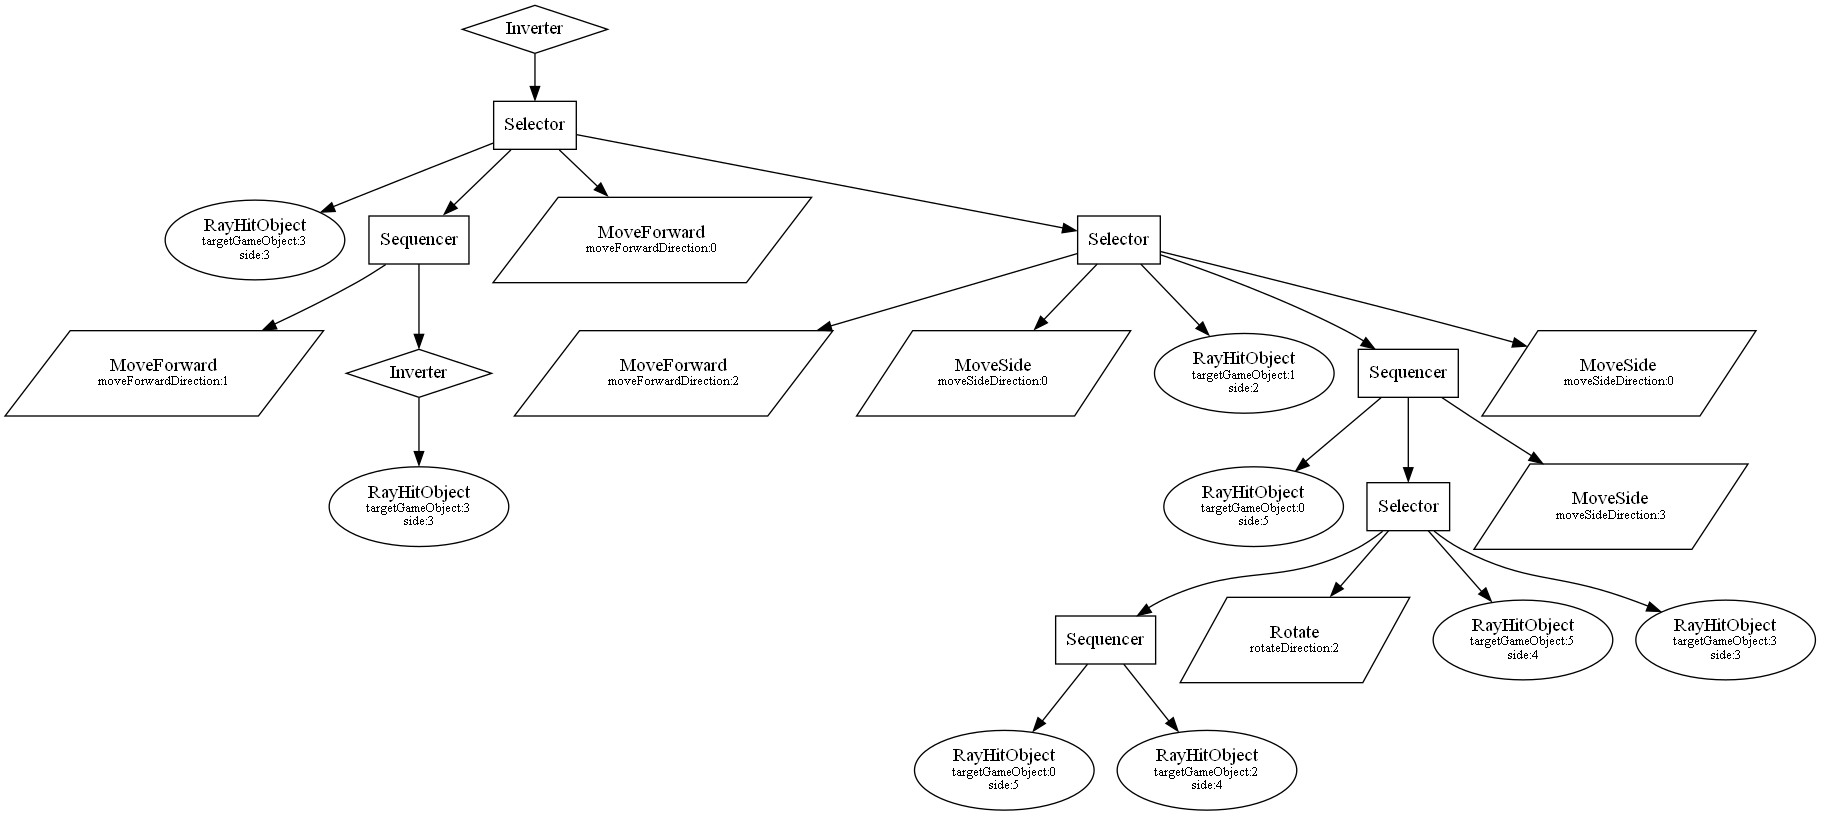 Inverter
Selector
RayHitObject
targetGameObject:3
side:3
Sequencer
MoveForward
moveForwardDirection:0
Selector
MoveForward
moveForwardDirection:1
Inverter
MoveForward
moveForwardDirection:2
MoveSide
moveSideDirection:0
RayHitObject
targetGameObject:1
side:2
Sequencer
MoveSide
moveSideDirection:0
RayHitObject
targetGameObject:3
side:3
RayHitObject
targetGameObject:0
side:5
Selector
MoveSide
moveSideDirection:3
Sequencer
Rotate
rotateDirection:2
RayHitObject
targetGameObject:5
side:4
RayHitObject
targetGameObject:3
side:3
RayHitObject
targetGameObject:0
side:5
RayHitObject
targetGameObject:2
side:4